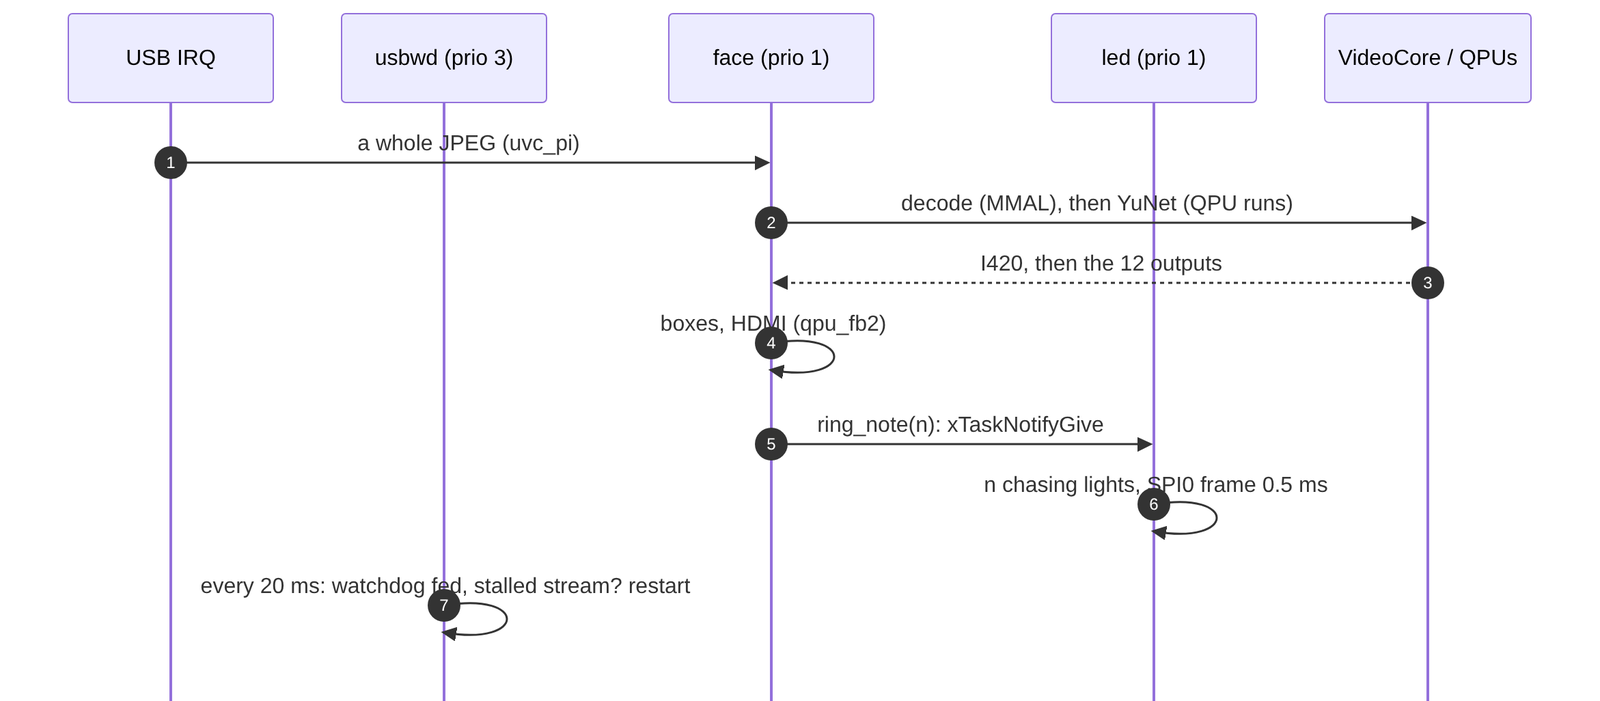 USB IRQ
usbwd (prio 3)
face (prio 1)
led (prio 1)
VideoCore / QPUs
a whole JPEG (uvc_pi)
1
decode (MMAL), then YuNet (QPU runs)
2
I420, then the 12 outputs
3
boxes, HDMI (qpu_fb2)
4
ring_note(n): xTaskNotifyGive
5
n chasing lights, SPI0 frame 0.5 ms
6
every 20 ms: watchdog fed, stalled stream? restart
7